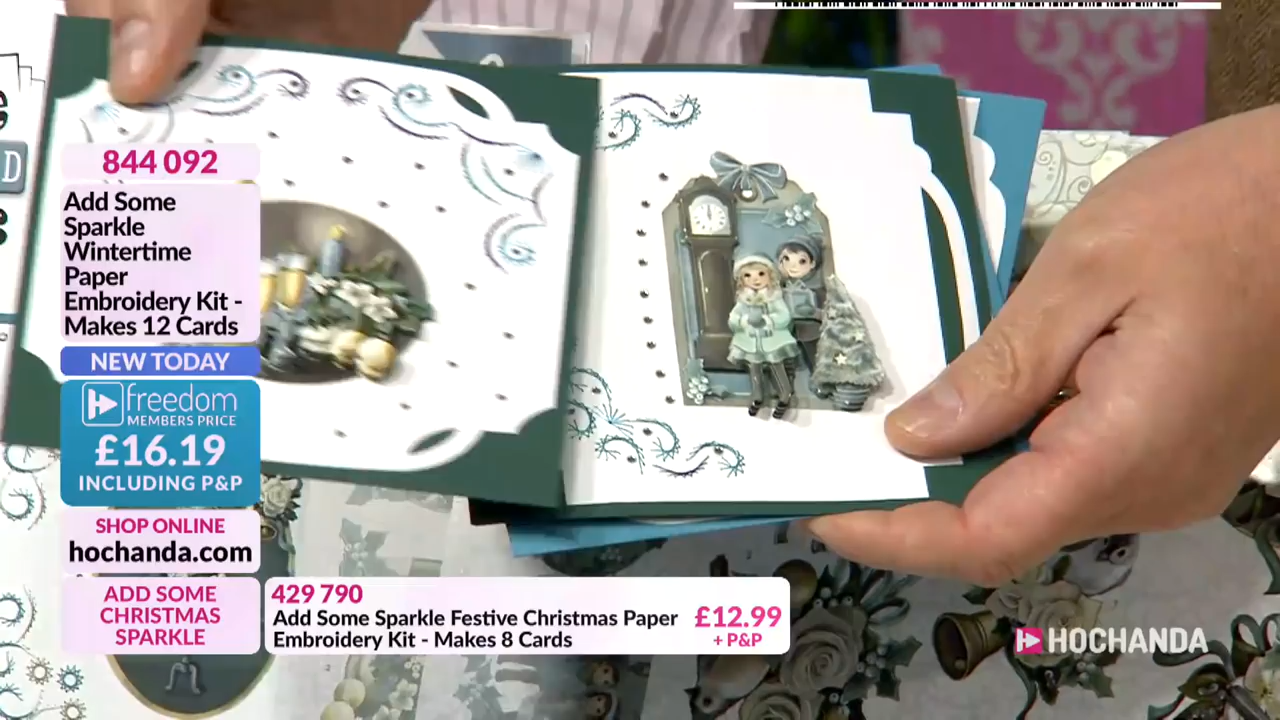 844 092
Add Some
Sparkle
Wintertime
Paper
Embroidery Kit -
Makes 12 Cards
NEW TODAY
freedom
MEMBERS PRICE
£16.19
INCLUDING P&P
SHOP ONLINE
hochanda.com
ADD SOME
CHRISTMAS
SPARKLE
429 790
Add Some Sparkle Festive Christmas Paper
Embroidery Kit - Makes 8 Cards
£12.99
+ P&P
HOCHANDA